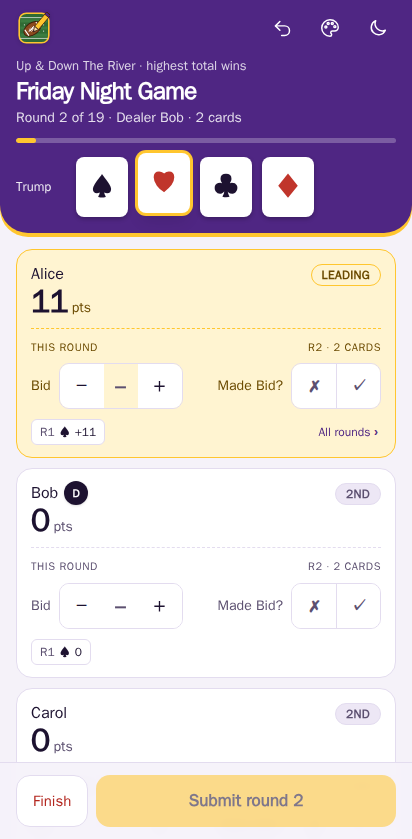 Up & Down The River · highest total wins
Friday Night Game
Round 2 of 19 · Dealer Bob · 2 cards
Trump ♠ ♥ ♣ ♦
Alice
LEADING
11 pts
THIS ROUND
R2 · 2 CARDS
Bid − – +
Made Bid? ✗ ✓
R1 ♠ +11
All rounds ›
Bob D
2ND
0 pts
THIS ROUND
R2 · 2 CARDS
Bid − – +
Made Bid? ✗ ✓
R1 ♠ 0
Carol
2ND
0 pts
Finish
Submit round 2